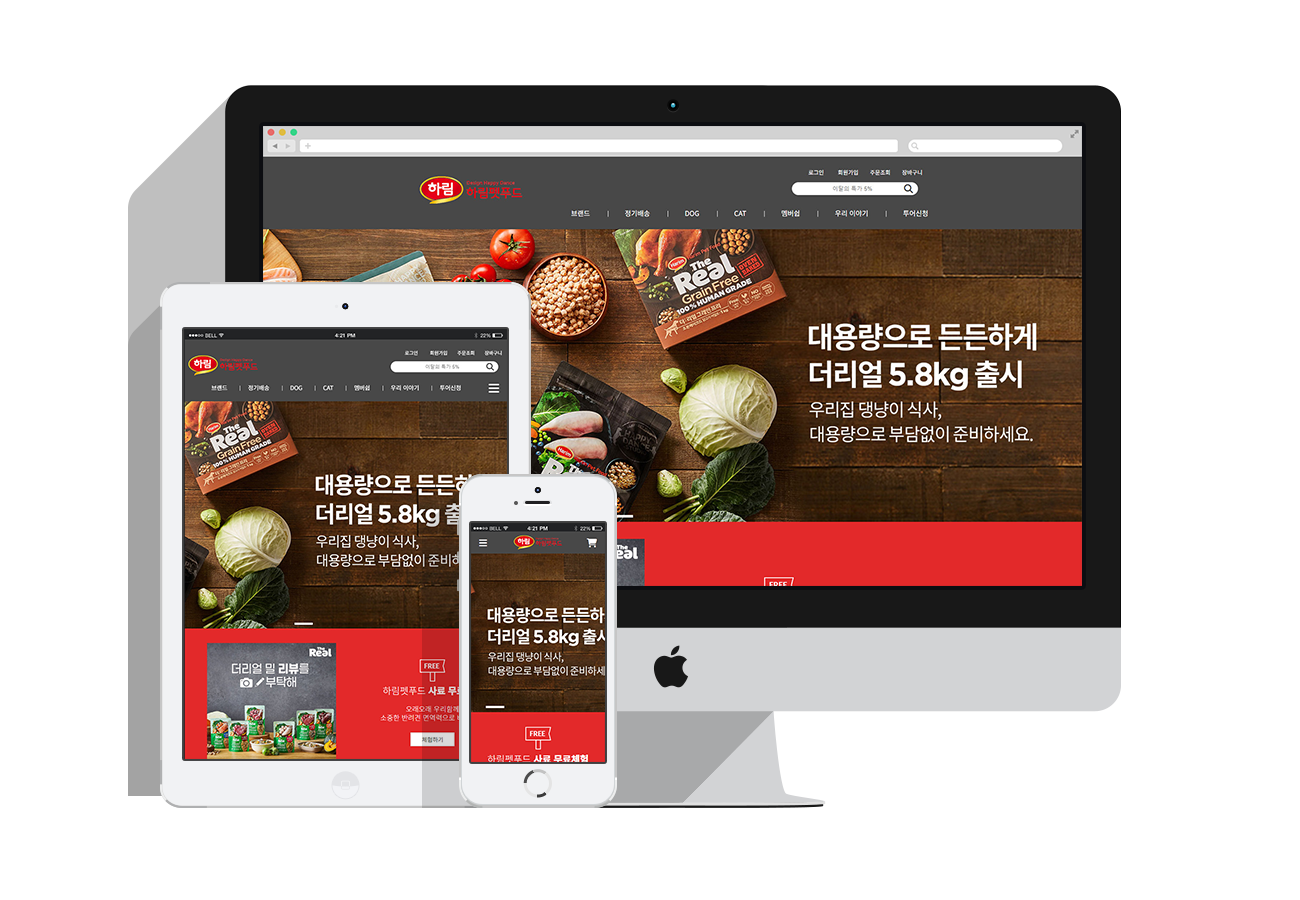 로그인 회원가입 주문조회 장바구니
하림
하림펫푸드
이달의 특가 5%
브랜드 | 정기배송 | DOG | CAT | 멤버쉽 | 우리 이야기 | 투어신청
Harim
The
Real
Grain Free
100% HUMAN GRADE
OVEN
BAKED
대용량으로 든든하게
더리얼 5.8kg 출시
우리집 댕냥이 식사,
대용량으로 부담없이 준비하세요.
The
Real
FREE
BELL 4:21 PM 22%
로그인 회원가입 주문조회 장바구니
하림
하림펫푸드
이달의 특가 5%
브랜드 | 정기배송 | DOG | CAT | 멤버쉽 | 우리 이야기 | 투어신청
Harim
The
Real
Grain Free
100% HUMAN GRADE
OVEN
BAKED
대용량으로 든든하
더리얼 5.8kg 출
우리집 댕냥이 식사,
대용량으로 부담없이 준비하
The
Real
더리얼 밀 리뷰를
부탁해
FREE
하림펫푸드 사료 무료
오래오래 우리함께
소중한 반려견 면역력으로
체험하기
BELL 4:21 PM 22%
하림
하림펫푸드
대용량으로 든든하
더리얼 5.8kg 출시
우리집 댕냥이 식사,
대용량으로 부담없이 준비하세
FREE
하림펫푸드 사료 무료체험